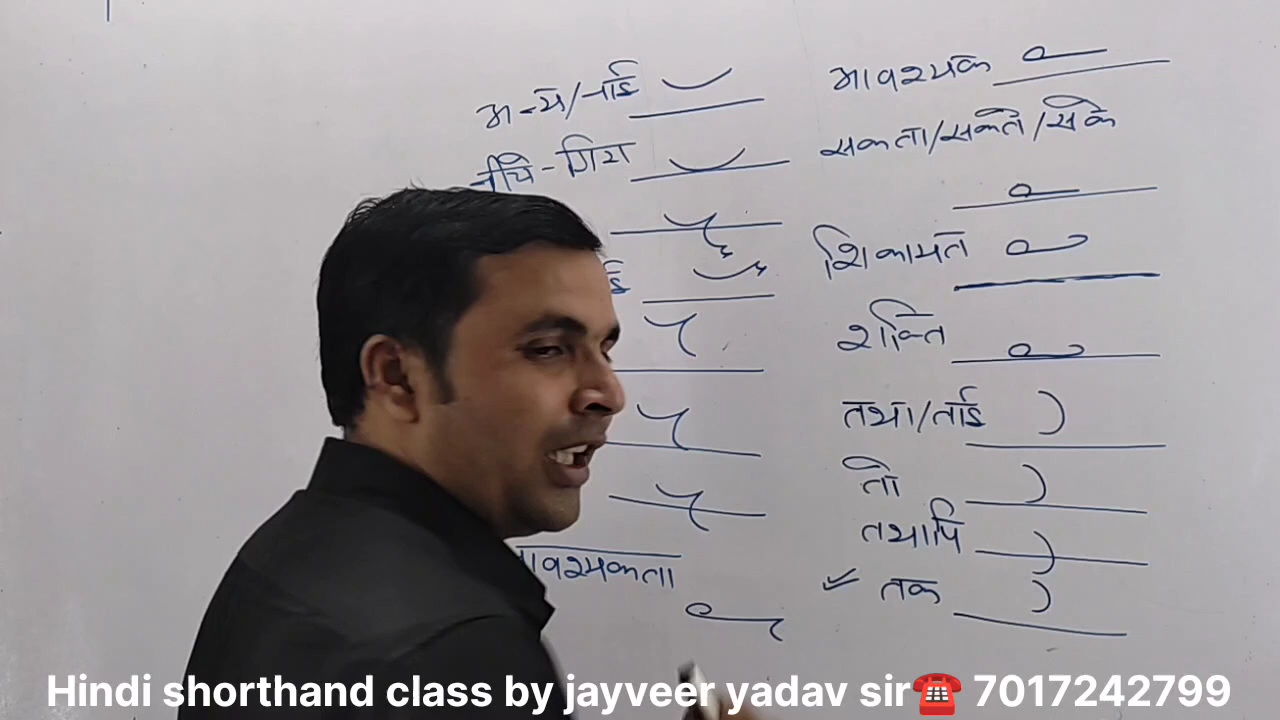 अन्य/नाई
नीचे-गिरा
ई
आवश्यकता
आवश्यक
सकता/सकते/सके
शिकायत
शक्ति
तथा/ताई
तो
तथापि
तक
Hindi shorthand class by jayveer yadav sir☎️ 7017242799